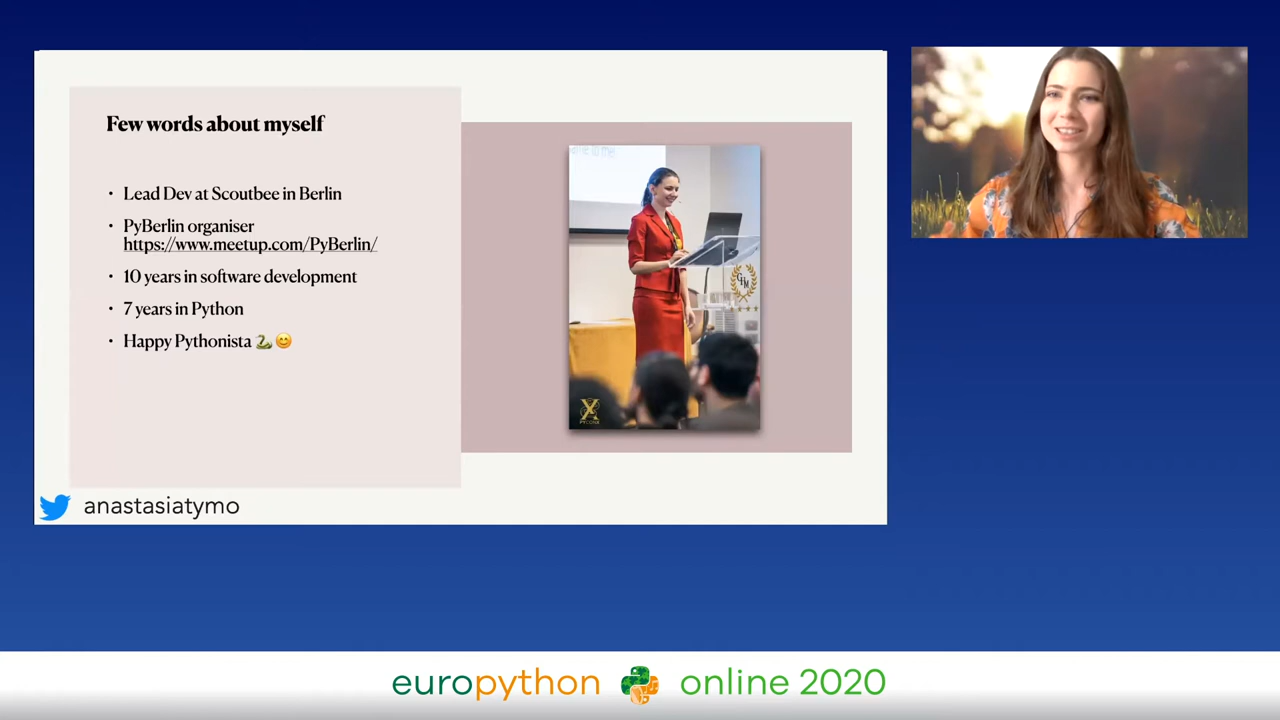 Few words about myself
• Lead Dev at Scoutbee in Berlin
• PyBerlin organiser
https://www.meetup.com/PyBerlin/
• 10 years in software development
• 7 years in Python
• Happy Pythonista 🐍😊
PYCONX
anastasiatymo
europython online 2020